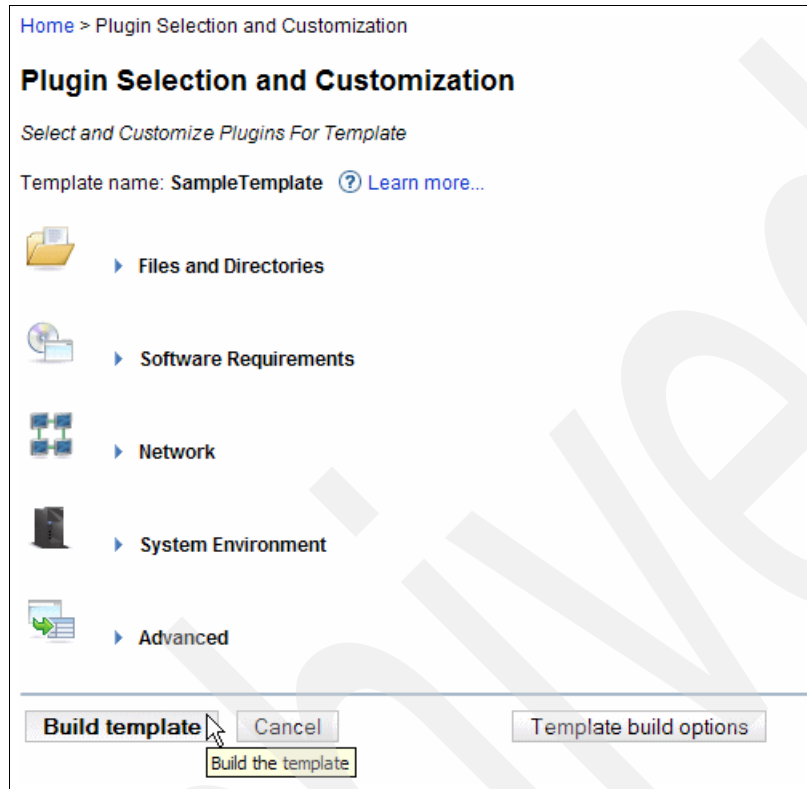 Home > Plugin Selection and Customization
Plugin Selection and Customization
Select and Customize Plugins For Template
Template name: SampleTemplate ? Learn more...
Files and Directories
Software Requirements
Network
System Environment
Advanced
Build template Cancel Template build options
Build the template